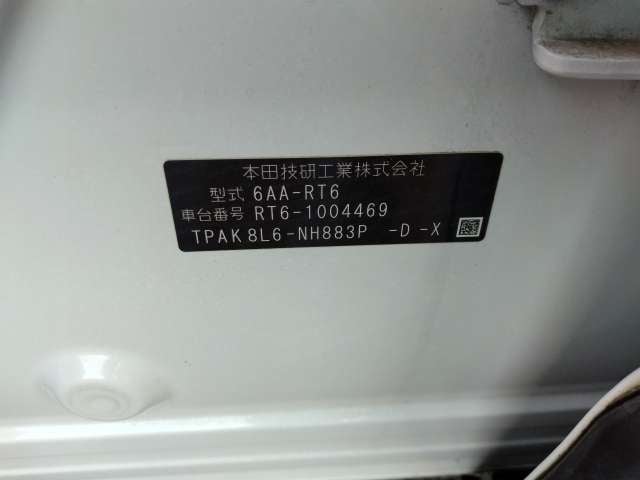 本田技研工業株式会社
型式 6AA-RT6
車台番号 RT6-1004469
TPAK8L6-NH883P -D -X